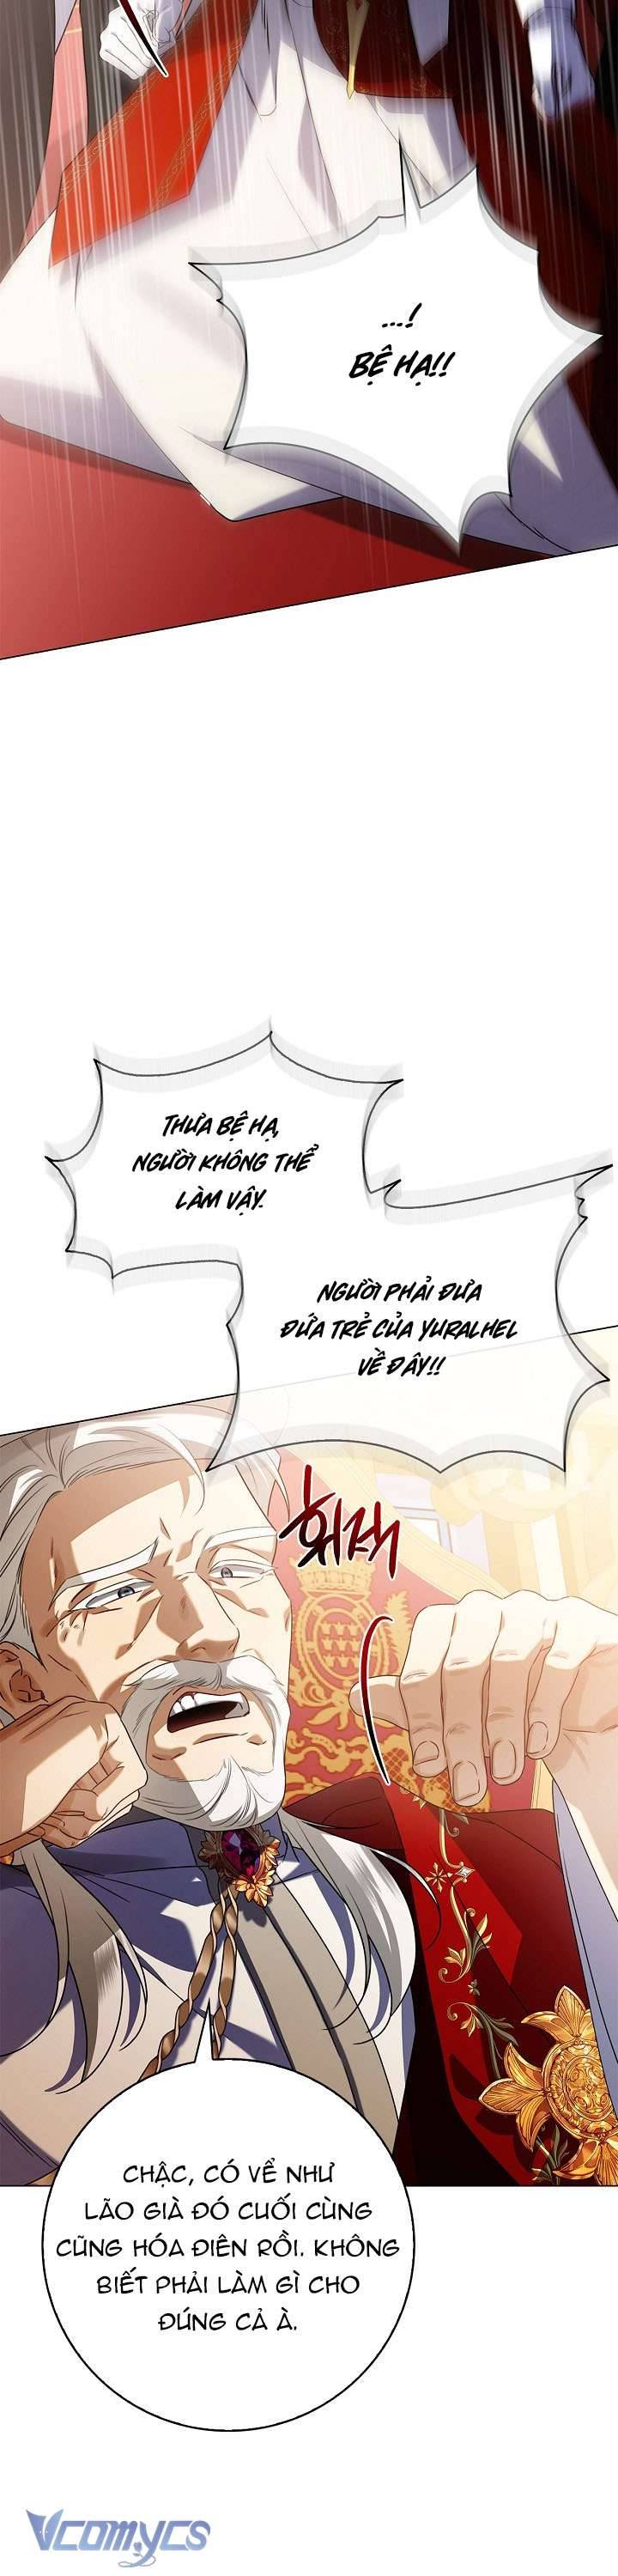 ...!
BỆ HẠ!!
THƯA BỆ HẠ,
NGƯỜI KHÔNG THỂ
LÀM VẬY.
NGƯỜI PHẢI ĐƯA
ĐỨA TRẺ CỦA YURALHEL
VỀ ĐÂY!!
휘적
CHẬC, CÓ VẺ NHƯ
LÃO GIÀ ĐÓ CUỐI CÙNG
CŨNG HÓA ĐIÊN RỒI. KHÔNG
BIẾT PHẢI LÀM GÌ CHO
ĐÚNG CẢ À.
VCOMYCS